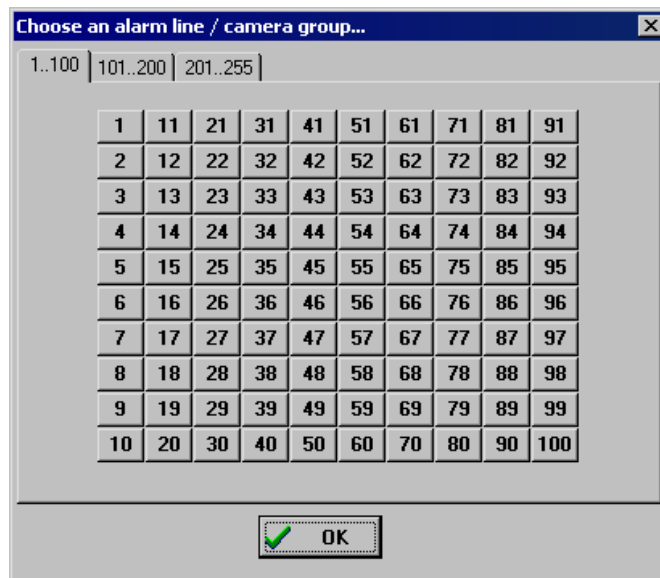 Choose an alarm line / camera group...
1..100 101..200 201..255
1 11 21 31 41 51 61 71 81 91
2 12 22 32 42 52 62 72 82 92
3 13 23 33 43 53 63 73 83 93
4 14 24 34 44 54 64 74 84 94
5 15 25 35 45 55 65 75 85 95
6 16 26 36 46 56 66 76 86 96
7 17 27 37 47 57 67 77 87 97
8 18 28 38 48 58 68 78 88 98
9 19 29 39 49 59 69 79 89 99
10 20 30 40 50 60 70 80 90 100
OK